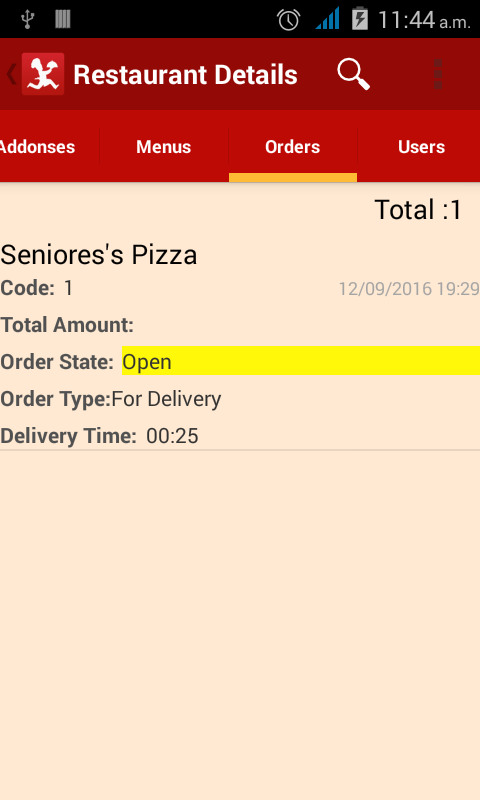 11:44 a.m.
Restaurant Details
Addonses Menus Orders Users
Total :1
Seniores's Pizza
Code: 1 12/09/2016 19:29
Total Amount:
Order State: Open
Order Type:For Delivery
Delivery Time: 00:25